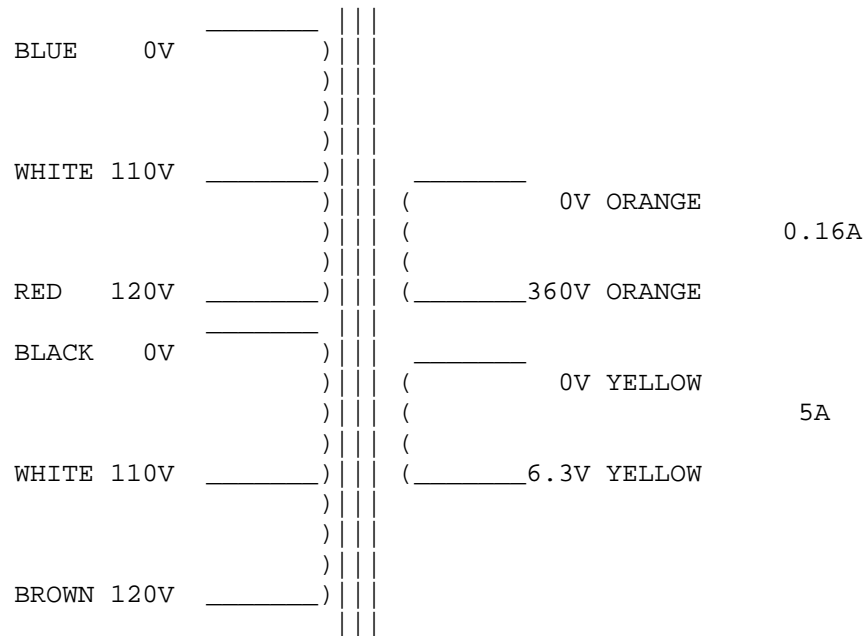 BLUE 0V
WHITE 110V
0V ORANGE
0.16A
RED 120V 360V ORANGE
BLACK 0V
0V YELLOW
5A
WHITE 110V 6.3V YELLOW
BROWN 120V